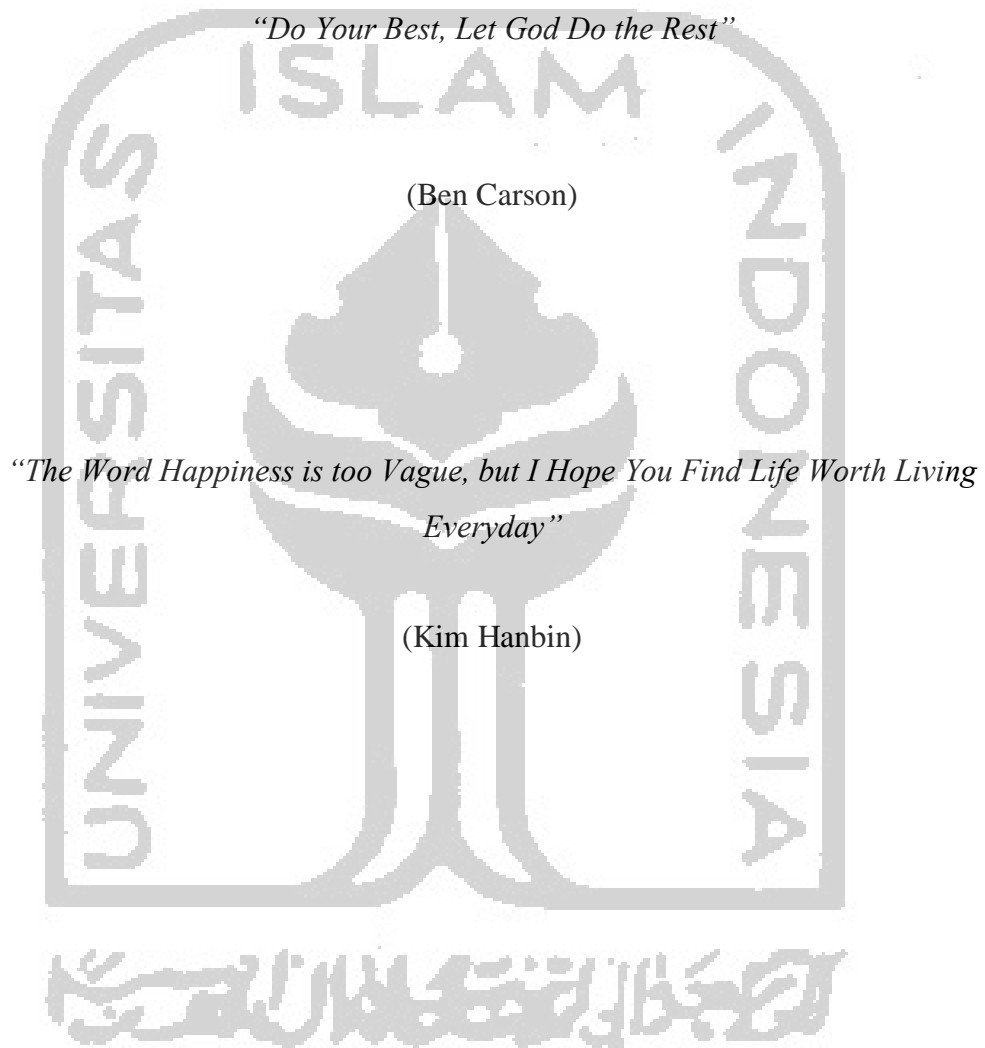 “Do Your Best, Let God Do the Rest”
ISLAM
(Ben Carson)
UNIVERSITAS
INDONESIA
“The Word Happiness is too Vague, but I Hope You Find Life Worth Living
Everyday”
(Kim Hanbin)